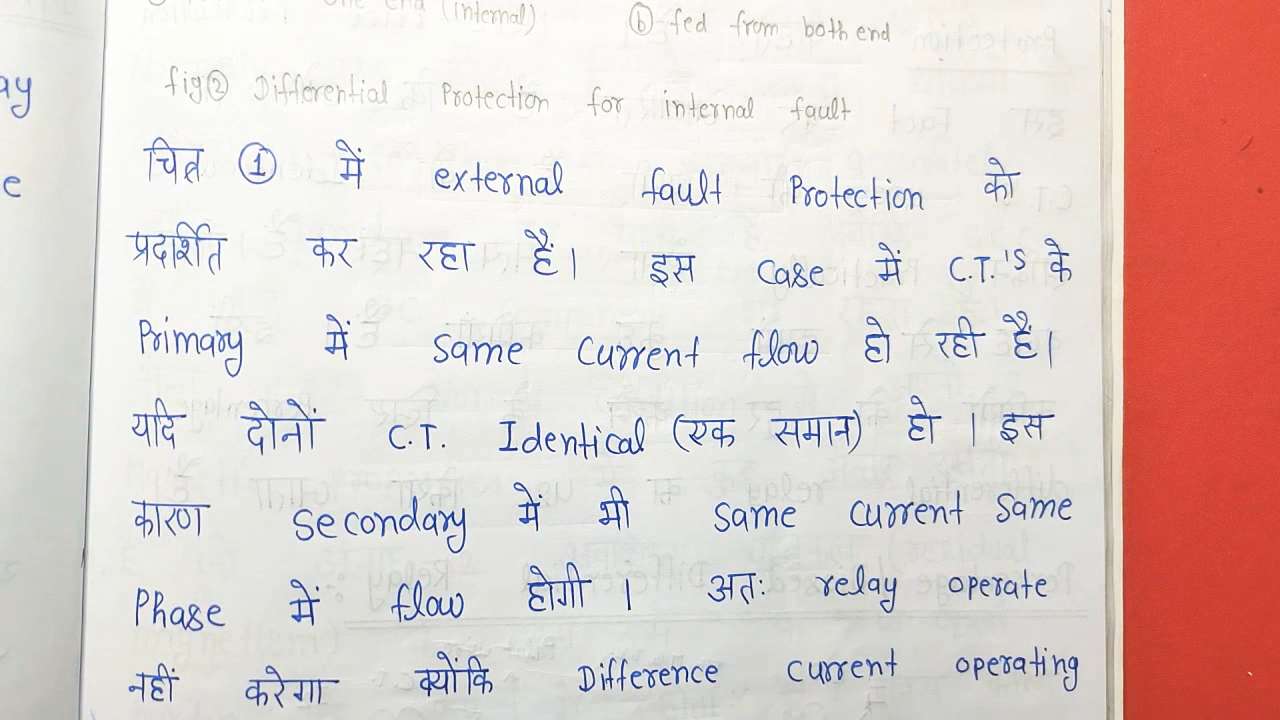 one end (internal) ⓑ fed from both end
fig② Differential Protection for internal fault
चित्र ① में external fault Protection को
प्रदर्शित कर रहा हैं। इस case में C.T.'S के
Primary में same current flow हो रही हैं।
यदि दोनों C.T. Identical (एक समान) हो । इस
कारण secondary में भी same current same
Phase में flow होगी । अतः relay operate
नहीं करेगा क्योंकि Difference current operating